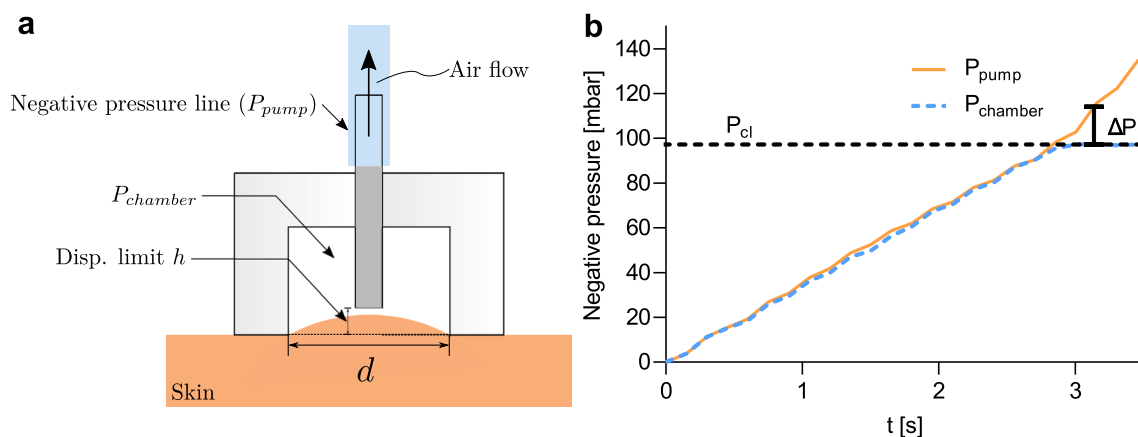 a
Air flow
Negative pressure line (P_pump)
P_chamber
Disp. limit h
d
Skin
b
Negative pressure [mbar]
140
120
100
80
60
40
20
0
P_pump
P_chamber
P_cl
ΔP
0
1
2
3
t [s]